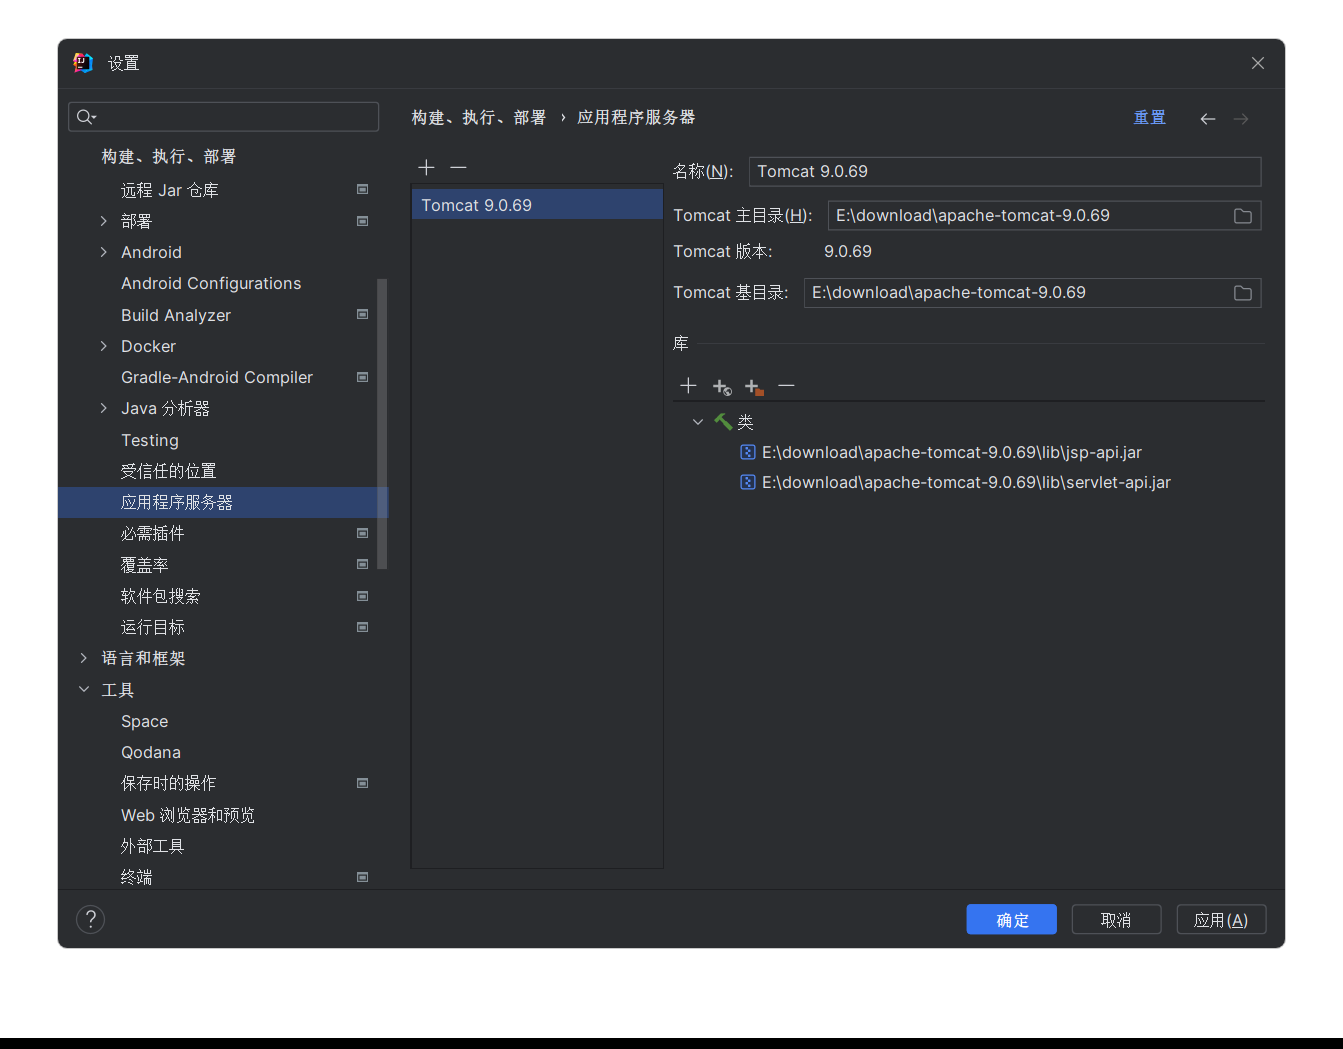 设置
构建、执行、部署
远程 Jar 仓库
部署
Android
Android Configurations
Build Analyzer
Docker
Gradle-Android Compiler
Java 分析器
Testing
受信任的位置
应用程序服务器
必需插件
覆盖率
软件包搜索
运行目标
语言和框架
工具
Space
Qodana
保存时的操作
Web 浏览器和预览
外部工具
终端
构建、执行、部署 › 应用程序服务器
重置
Tomcat 9.0.69
名称(N): Tomcat 9.0.69
Tomcat 主目录(H): E:\download\apache-tomcat-9.0.69
Tomcat 版本: 9.0.69
Tomcat 基目录: E:\download\apache-tomcat-9.0.69
库
类
E:\download\apache-tomcat-9.0.69\lib\jsp-api.jar
E:\download\apache-tomcat-9.0.69\lib\servlet-api.jar
?
确定
取消
应用(A)